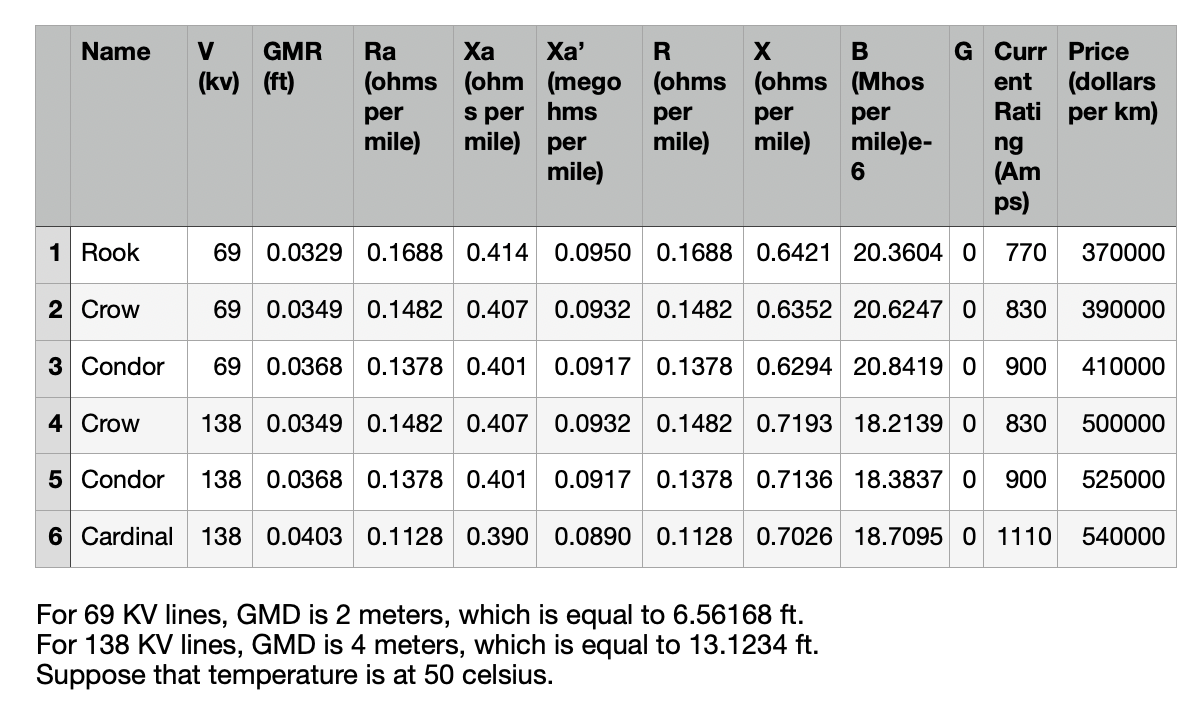 Name V (kv) GMR (ft) Ra (ohms per mile) Xa (ohm s per mile) Xa’ (mego hms per mile) R (ohms per mile) X (ohms per mile) B (Mhos per mile)e- 6 G Curr ent Rati ng (Am ps) Price (dollars per km)
1 Rook 69 0.0329 0.1688 0.414 0.0950 0.1688 0.6421 20.3604 0 770 370000
2 Crow 69 0.0349 0.1482 0.407 0.0932 0.1482 0.6352 20.6247 0 830 390000
3 Condor 69 0.0368 0.1378 0.401 0.0917 0.1378 0.6294 20.8419 0 900 410000
4 Crow 138 0.0349 0.1482 0.407 0.0932 0.1482 0.7193 18.2139 0 830 500000
5 Condor 138 0.0368 0.1378 0.401 0.0917 0.1378 0.7136 18.3837 0 900 525000
6 Cardinal 138 0.0403 0.1128 0.390 0.0890 0.1128 0.7026 18.7095 0 1110 540000
For 69 KV lines, GMD is 2 meters, which is equal to 6.56168 ft.
For 138 KV lines, GMD is 4 meters, which is equal to 13.1234 ft.
Suppose that temperature is at 50 celsius.